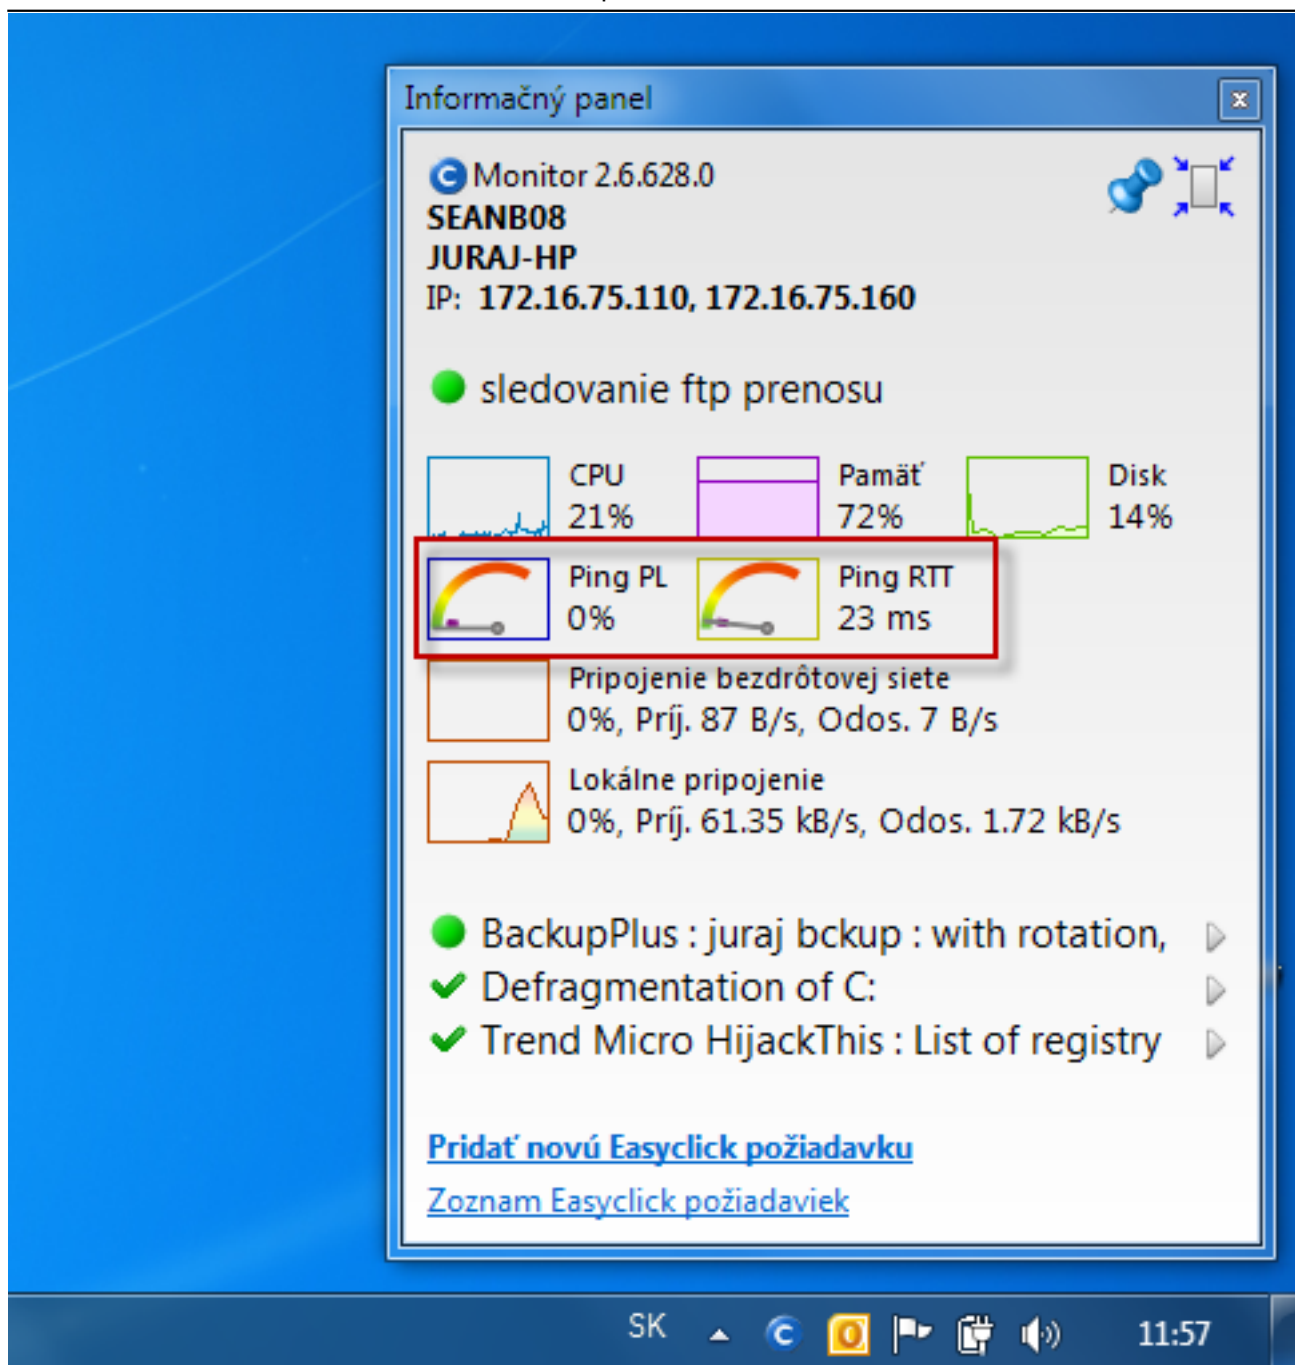 Informačný panel
Monitor 2.6.628.0
SEANB08
JURAJ-HP
IP: 172.16.75.110, 172.16.75.160
sledovanie ftp prenosu
CPU
21%
Pamäť
72%
Disk
14%
Ping PL
0%
Ping RTT
23 ms
Pripojenie bezdrôtovej siete
0%, Príj. 87 B/s, Odos. 7 B/s
Lokálne pripojenie
0%, Príj. 61.35 kB/s, Odos. 1.72 kB/s
BackupPlus : juraj bckup : with rotation,
Defragmentation of C:
Trend Micro HijackThis : List of registry
Pridať novú Easyclick požiadavku
Zoznam Easyclick požiadaviek
SK
11:57